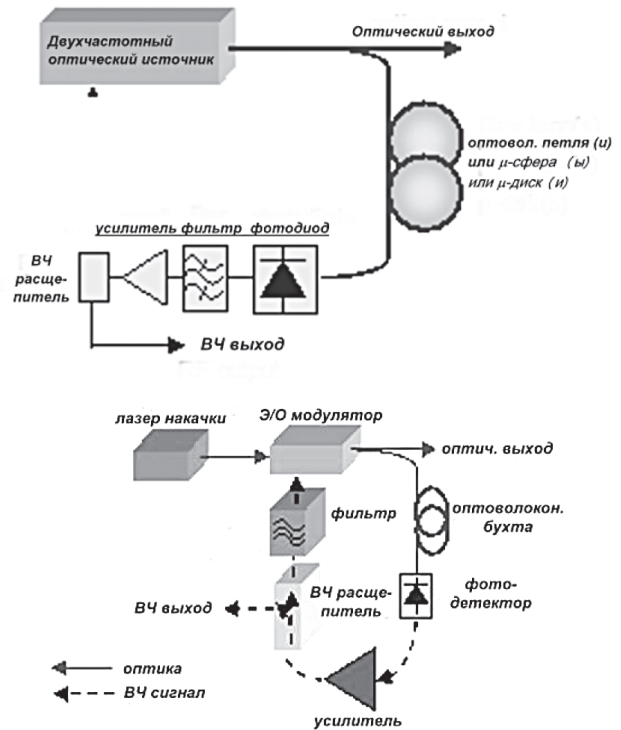 Двухчастотный
оптический источник
Оптический выход
оптовол. петля (и)
или μ-сфера (ы)
или μ-диск (и)
усилитель фильтр фотодиод
ВЧ
расще-
питель
ВЧ выход
лазер накачки
Э/О модулятор
оптич. выход
фильтр
оптоволокон.
бухта
ВЧ выход
ВЧ расще-
питель
фото-
детектор
оптика
ВЧ сигнал
усилитель